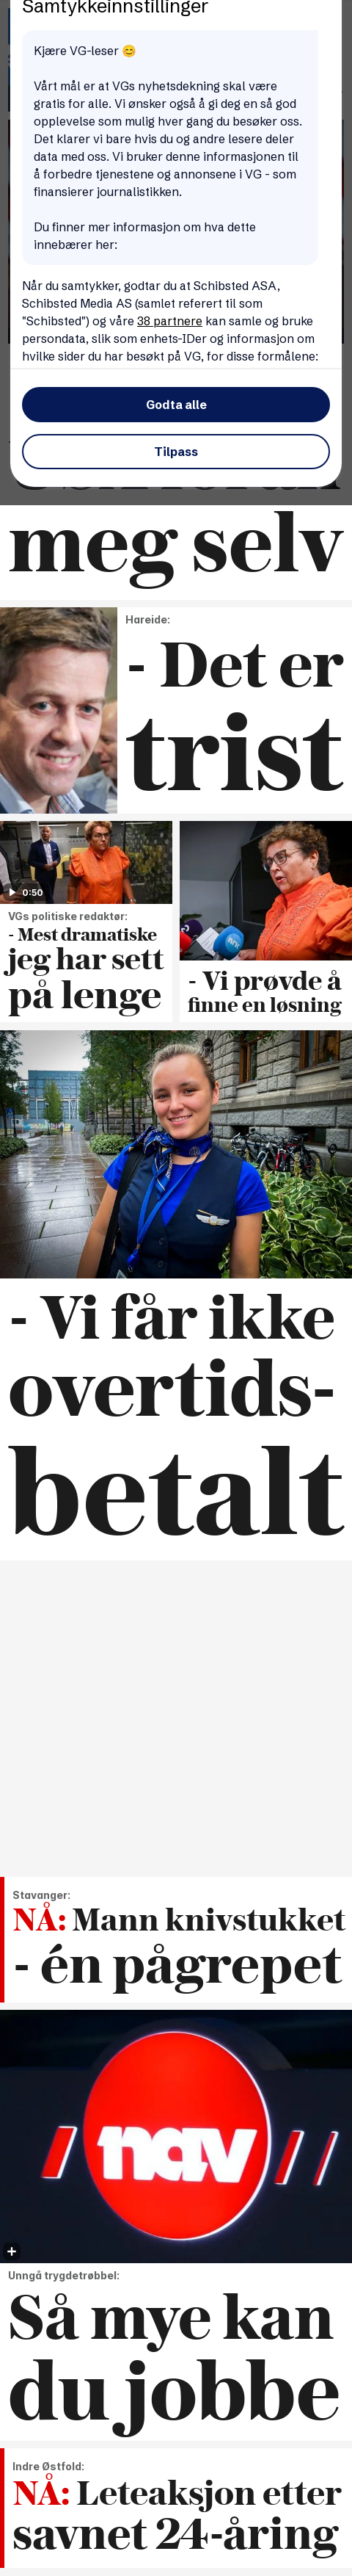 Samtykkeinnstillinger
Kjære VG-leser 😊
Vårt mål er at VGs nyhetsdekning skal være
gratis for alle. Vi ønsker også å gi deg en så god
opplevelse som mulig hver gang du besøker oss.
Det klarer vi bare hvis du og andre lesere deler
data med oss. Vi bruker denne informasjonen til
å forbedre tjenestene og annonsene i VG - som
finansierer journalistikken.
Du finner mer informasjon om hva dette
innebærer her:
Når du samtykker, godtar du at Schibsted ASA,
Schibsted Media AS (samlet referert til som
"Schibsted") og våre 38 partnere kan samle og bruke
persondata, slik som enhets-IDer og informasjon om
hvilke sider du har besøkt på VG, for disse formålene:
Godta alle
Tilpass
meg selv
Hareide:
- Det er
trist
0:50
VGs politiske redaktør:
- Mest dramatiske
jeg har sett
på lenge
- Vi prøvde å
finne en løsning
- Vi får ikke
overtids-
betalt
Stavanger:
NÅ: Mann knivstukket
- én pågrepet
nav
Unngå trygdetrøbbel:
Så mye kan
du jobbe
Indre Østfold:
NÅ: Leteaksjon etter
savnet 24-åring